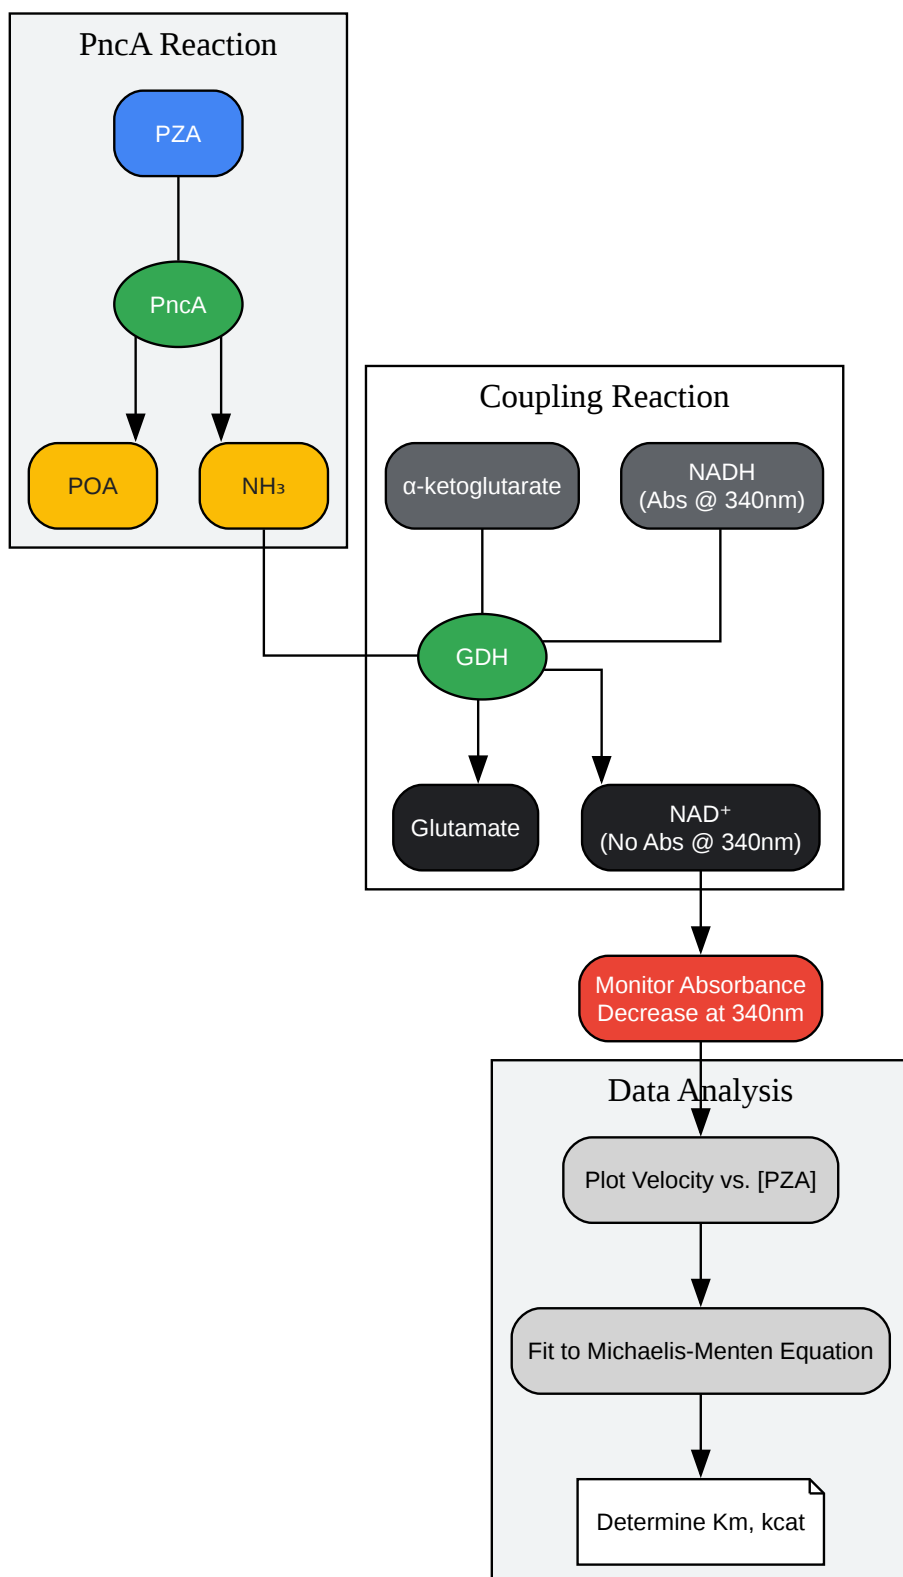 PncA Reaction
PZA
PncA
POA
NH₃
Coupling Reaction
α-ketoglutarate
NADH
(Abs @ 340nm)
GDH
Glutamate
NAD⁺
(No Abs @ 340nm)
Monitor Absorbance
Decrease at 340nm
Data Analysis
Plot Velocity vs. [PZA]
Fit to Michaelis-Menten Equation
Determine Km, kcat